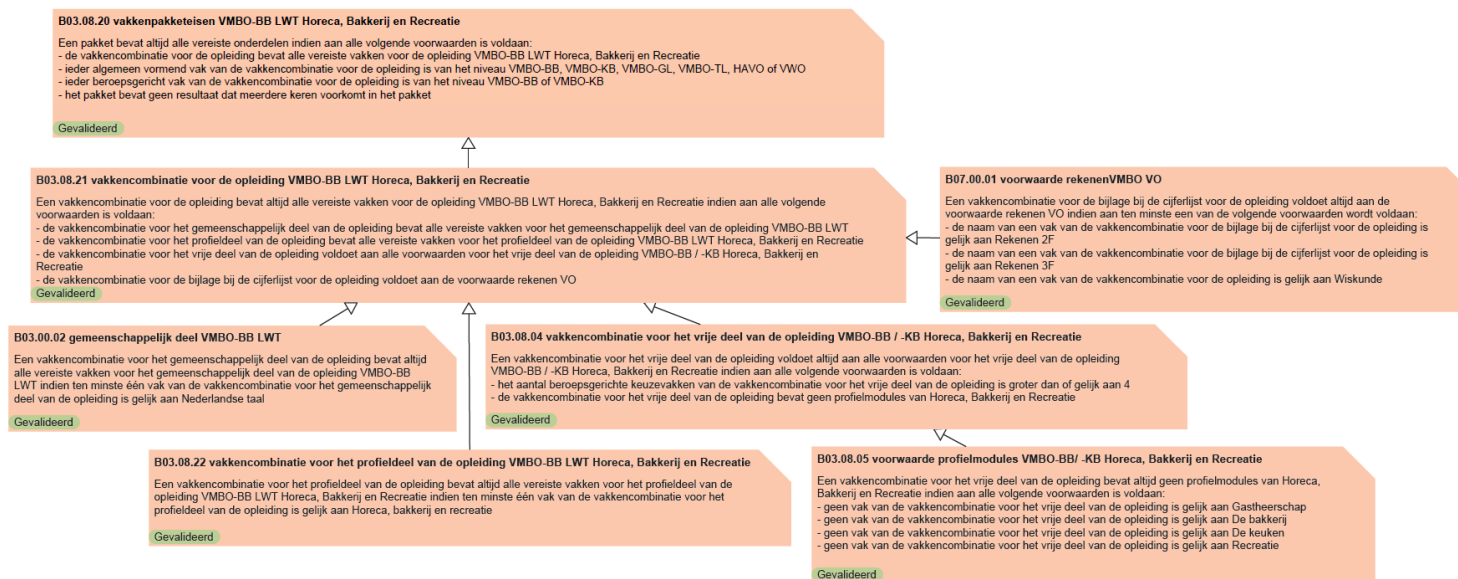 B03.08.20 vakkenpakketeisen VMBO-BB LWT Horeca, Bakkerij en Recreatie
Een pakket bevat altijd alle vereiste onderdelen indien aan alle volgende voorwaarden is voldaan:
- de vakkencombinatie voor de opleiding bevat alle vereiste vakken voor de opleiding VMBO-BB LWT Horeca, Bakkerij en Recreatie
- ieder algemeen vormend vak van de vakkencombinatie voor de opleiding is van het niveau VMBO-BB, VMBO-KB, VMBO-GL, VMBO-TL, HAVO of VWO
- ieder beroepsgericht vak van de vakkencombinatie voor de opleiding is van het niveau VMBO-BB of VMBO-KB
- het pakket bevat geen resultaat dat meerdere keren voorkomt in het pakket
Gevalideerd
B03.08.21 vakkencombinatie voor de opleiding VMBO-BB LWT Horeca, Bakkerij en Recreatie
Een vakkencombinatie voor de opleiding bevat altijd alle vereiste vakken voor de opleiding VMBO-BB LWT Horeca, Bakkerij en Recreatie indien aan alle volgende
voorwaarden is voldaan:
- de vakkencombinatie voor het gemeenschappelijk deel van de opleiding bevat alle vereiste vakken voor het gemeenschappelijk deel van de opleiding VMBO-BB LWT
- de vakkencombinatie voor het profieldeel van de opleiding bevat alle vereiste vakken voor het profieldeel van de opleiding VMBO-BB LWT Horeca, Bakkerij en Recreatie
- de vakkencombinatie voor het vrije deel van de opleiding voldoet aan alle voorwaarden voor het vrije deel van de opleiding VMBO-BB / -KB Horeca, Bakkerij en
Recreatie
- de vakkencombinatie voor de bijlage bij de cijferlijst voor de opleiding voldoet aan de voorwaarde rekenen VO
Gevalideerd
B07.00.01 voorwaarde rekenenVMBO VO
Een vakkencombinatie voor de bijlage bij de cijferlijst voor de opleiding voldoet altijd aan de
voorwaarde rekenen VO indien aan ten minste een van de volgende voorwaarden wordt voldaan:
- de naam van een vak van de vakkencombinatie voor de bijlage bij de cijferlijst voor de opleiding is
gelijk aan Rekenen 2F
- de naam van een vak van de vakkencombinatie voor de bijlage bij de cijferlijst voor de opleiding is
gelijk aan Rekenen 3F
- de naam van een vak van de vakkencombinatie voor de opleiding is gelijk aan Wiskunde
Gevalideerd
B03.00.02 gemeenschappelijk deel VMBO-BB LWT
Een vakkencombinatie voor het gemeenschappelijk deel van de opleiding bevat altijd
alle vereiste vakken voor het gemeenschappelijk deel van de opleiding VMBO-BB
LWT indien ten minste één vak van de vakkencombinatie voor het gemeenschappelijk
deel van de opleiding is gelijk aan Nederlandse taal
Gevalideerd
B03.08.04 vakkencombinatie voor het vrije deel van de opleiding VMBO-BB / -KB Horeca, Bakkerij en Recreatie
Een vakkencombinatie voor het vrije deel van de opleiding voldoet altijd aan alle voorwaarden voor het vrije deel van de opleiding
VMBO-BB / -KB Horeca, Bakkerij en Recreatie indien aan alle volgende voorwaarden is voldaan:
- het aantal beroepsgerichte keuzevakken van de vakkencombinatie voor het vrije deel van de opleiding is groter dan of gelijk aan 4
- de vakkencombinatie voor het vrije deel van de opleiding bevat geen profielmodules van Horeca, Bakkerij en Recreatie
Gevalideerd
B03.08.22 vakkencombinatie voor het profieldeel van de opleiding VMBO-BB LWT Horeca, Bakkerij en Recreatie
Een vakkencombinatie voor het profieldeel van de opleiding bevat altijd alle vereiste vakken voor het profieldeel van de
opleiding VMBO-BB LWT Horeca, Bakkerij en Recreatie indien ten minste één vak van de vakkencombinatie voor het
profieldeel van de opleiding is gelijk aan Horeca, bakkerij en recreatie
Gevalideerd
B03.08.05 voorwaarde profielmodules VMBO-BB/ -KB Horeca, Bakkerij en Recreatie
Een vakkencombinatie voor het vrije deel van de opleiding bevat altijd geen profielmodules van Horeca,
Bakkerij en Recreatie indien aan alle volgende voorwaarden is voldaan:
- geen vak van de vakkencombinatie voor het vrije deel van de opleiding is gelijk aan Gastheerschap
- geen vak van de vakkencombinatie voor het vrije deel van de opleiding is gelijk aan De bakkerij
- geen vak van de vakkencombinatie voor het vrije deel van de opleiding is gelijk aan De keuken
- geen vak van de vakkencombinatie voor het vrije deel van de opleiding is gelijk aan Recreatie
Gevalideerd